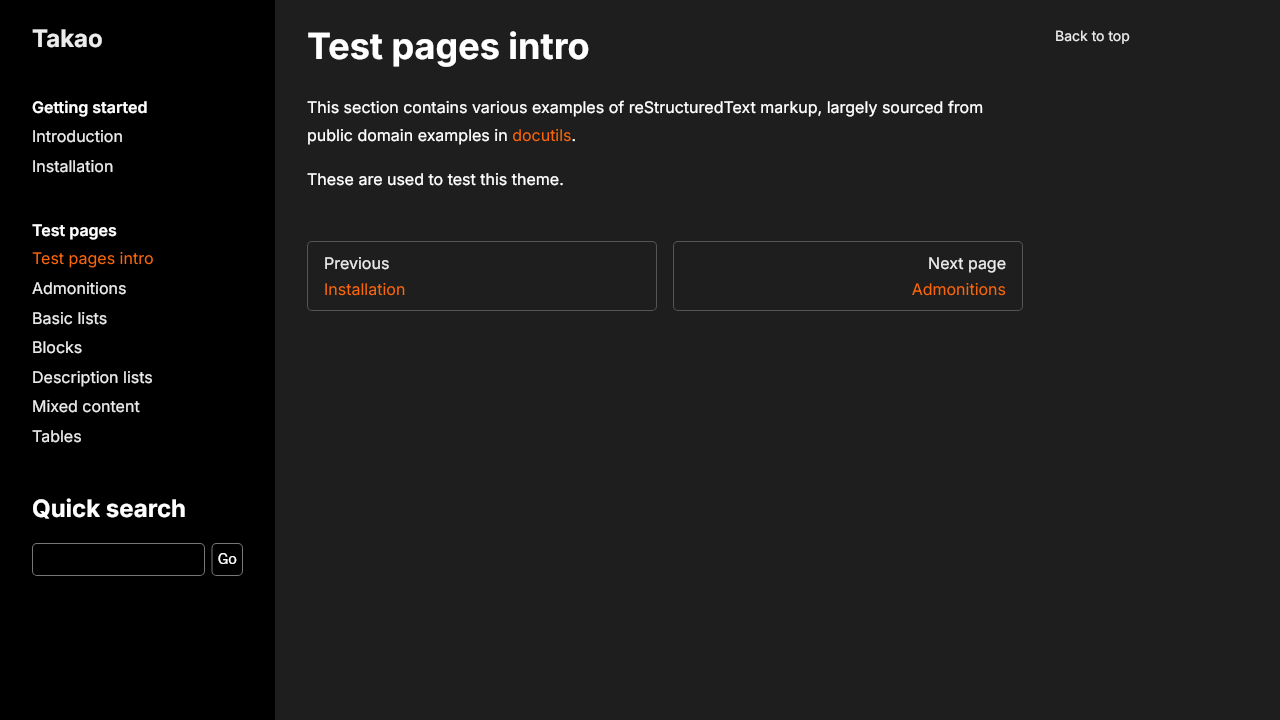 Takao
Getting started
Introduction
Installation
Test pages
Test pages intro
Admonitions
Basic lists
Blocks
Description lists
Mixed content
Tables
Quick search
Go
Test pages intro
This section contains various examples of reStructuredText markup, largely sourced from
public domain examples in docutils.
These are used to test this theme.
Previous
Installation
Next page
Admonitions
Back to top